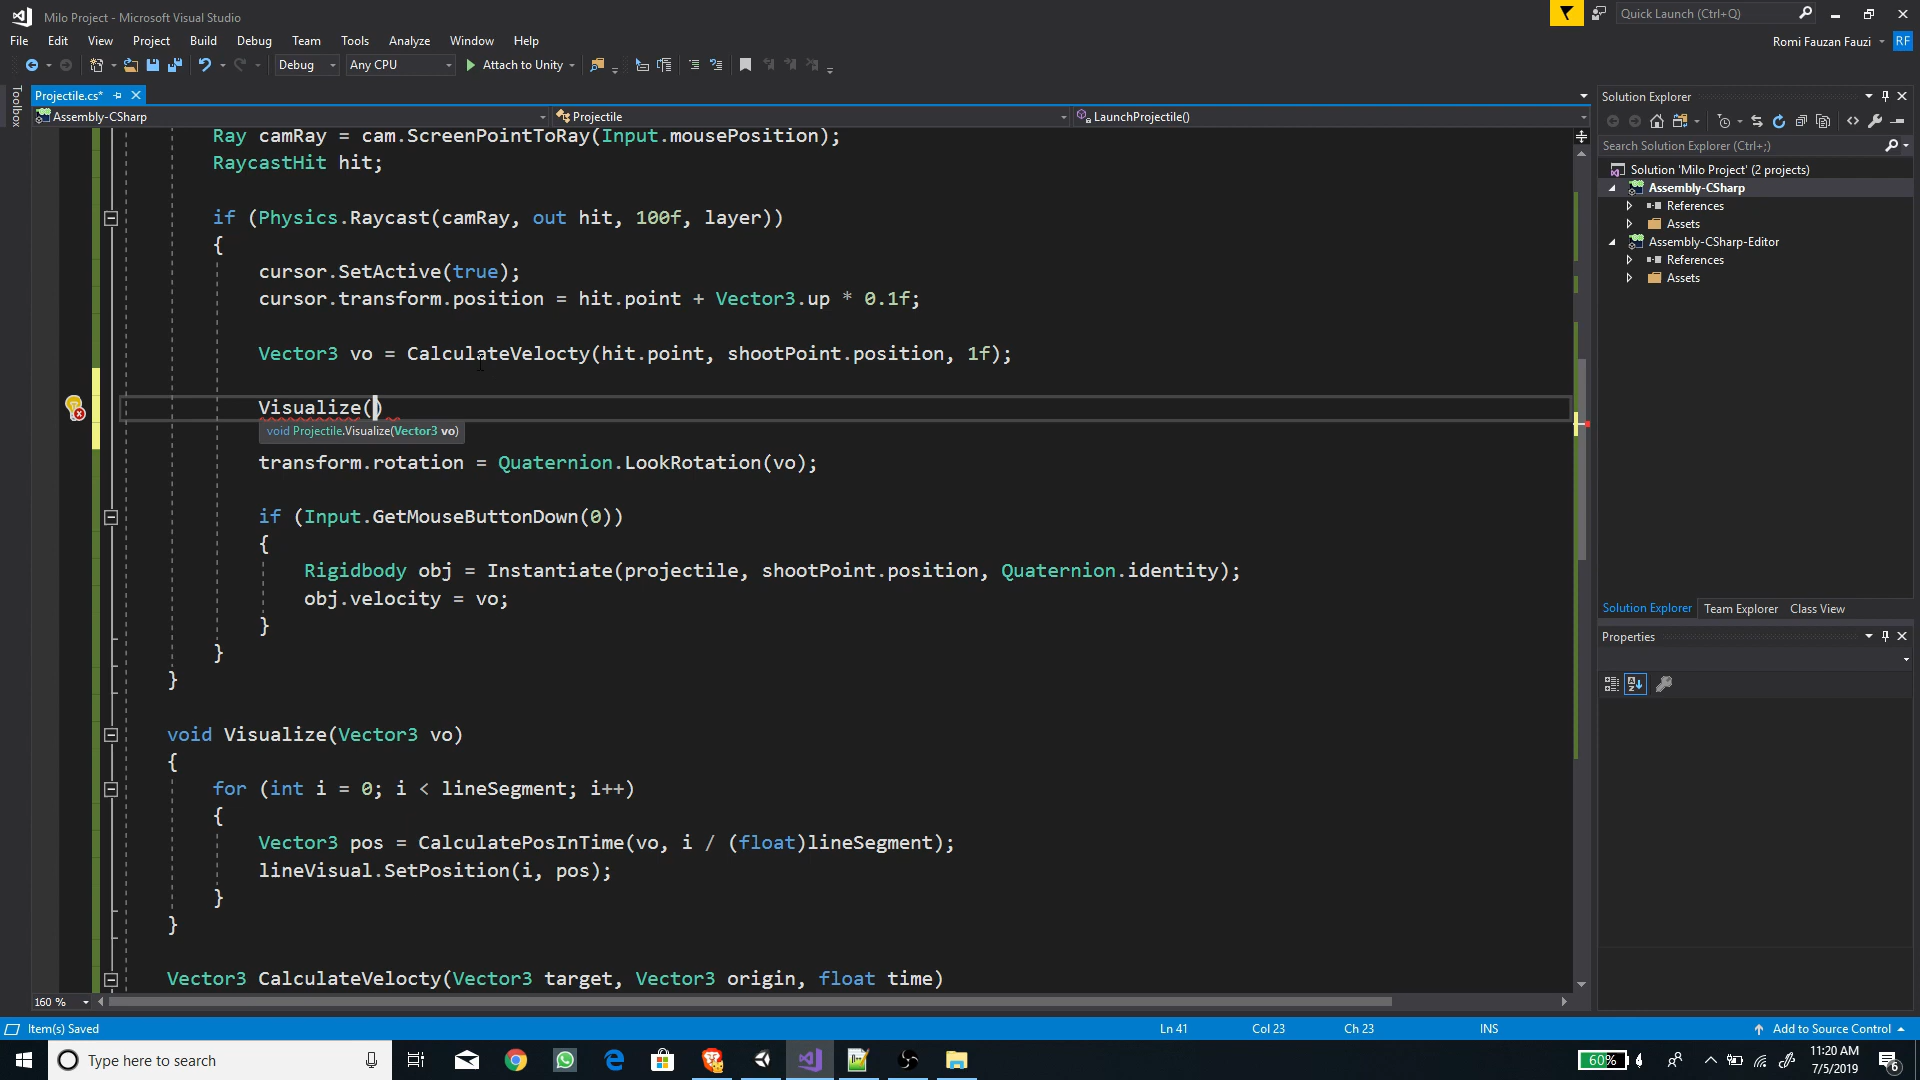 Milo Project - Microsoft Visual Studio
Quick Launch (Ctrl+Q)
File Edit View Project Build Debug Team Tools Analyze Window Help
Romi Fauzan Fauzi RF
Debug Any CPU Attach to Unity
Toolbox
Projectile.cs*
Assembly-CSharp Projectile LaunchProjectile()
Ray camRay = cam.ScreenPointToRay(Input.mousePosition);
RaycastHit hit;
if (Physics.Raycast(camRay, out hit, 100f, layer))
{
cursor.SetActive(true);
cursor.transform.position = hit.point + Vector3.up * 0.1f;
Vector3 vo = CalculateVelocty(hit.point, shootPoint.position, 1f);
Visualize()
void Projectile.Visualize(Vector3 vo)
transform.rotation = Quaternion.LookRotation(vo);
if (Input.GetMouseButtonDown(0))
{
Rigidbody obj = Instantiate(projectile, shootPoint.position, Quaternion.identity);
obj.velocity = vo;
}
}
}
void Visualize(Vector3 vo)
{
for (int i = 0; i < lineSegment; i++)
{
Vector3 pos = CalculatePosInTime(vo, i / (float)lineSegment);
lineVisual.SetPosition(i, pos);
}
}
Vector3 CalculateVelocty(Vector3 target, Vector3 origin, float time)
160 %
Solution Explorer
Search Solution Explorer (Ctrl+;)
Solution 'Milo Project' (2 projects)
Assembly-CSharp
References
Assets
Assembly-CSharp-Editor
References
Assets
Solution Explorer Team Explorer Class View
Properties
Item(s) Saved Ln 41 Col 23 Ch 23 INS Add to Source Control
Type here to search
60%
11:20 AM
7/5/2019
6